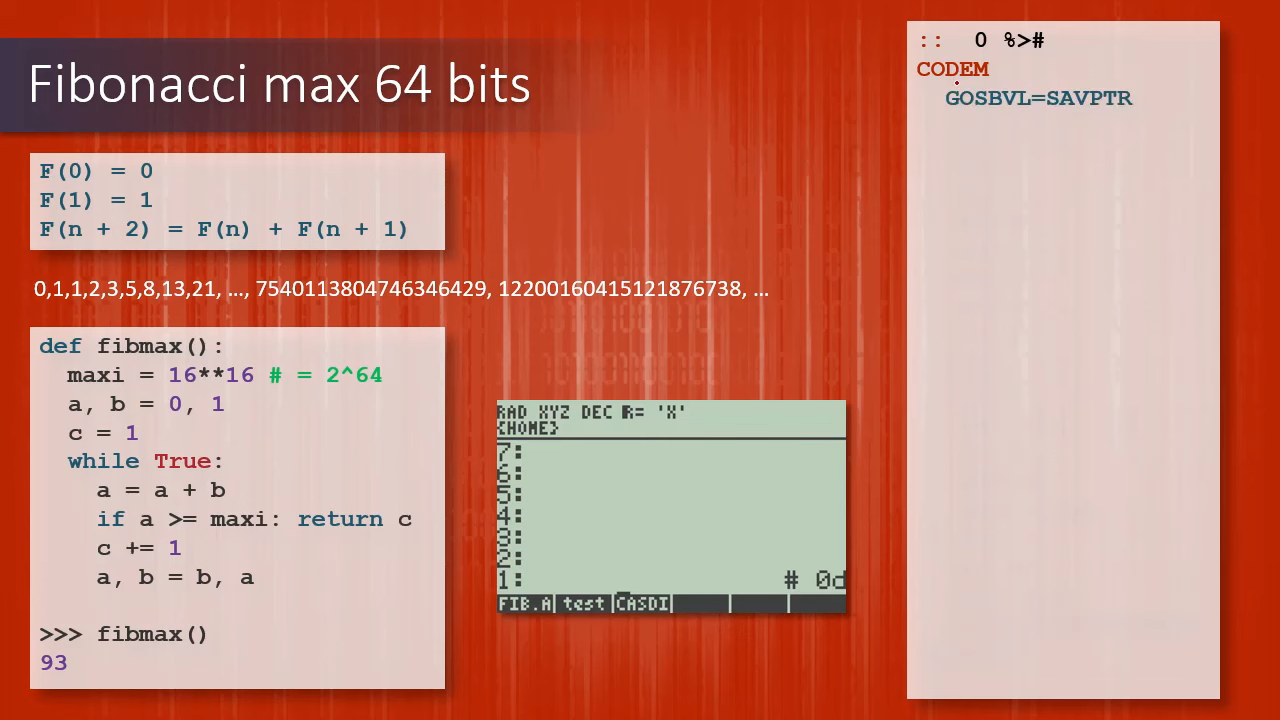 Fibonacci max 64 bits
F(0) = 0
F(1) = 1
F(n + 2) = F(n) + F(n + 1)
0,1,1,2,3,5,8,13,21, ..., 7540113804746346429, 12200160415121876738, ...
def fibmax():
maxi = 16**16 # = 2^64
a, b = 0, 1
c = 1
while True:
a = a + b
if a >= maxi: return c
c += 1
a, b = b, a
>>> fibmax()
93
RAD XYZ DEC R= 'X'
{HOME}
7:
6:
5:
4:
3:
2:
1: # 0d
FIB.A test CASDI
:: 0 %>#
CODEM
GOSBVL=SAVPTR